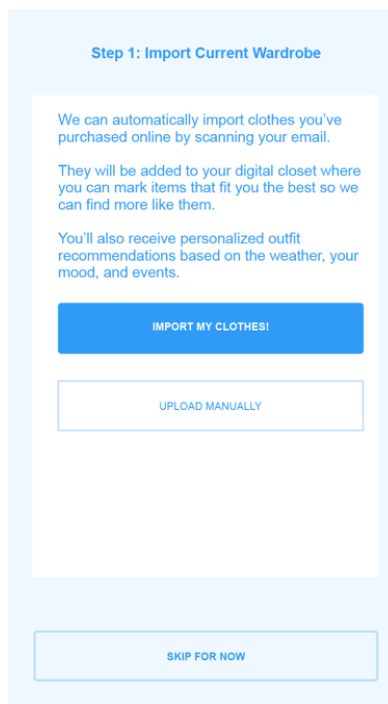 Step 1: Import Current Wardrobe
We can automatically import clothes you’ve
purchased online by scanning your email.
They will be added to your digital closet where
you can mark items that fit you the best so we
can find more like them.
You’ll also receive personalized outfit
recommendations based on the weather, your
mood, and events.
IMPORT MY CLOTHES!
UPLOAD MANUALLY
SKIP FOR NOW